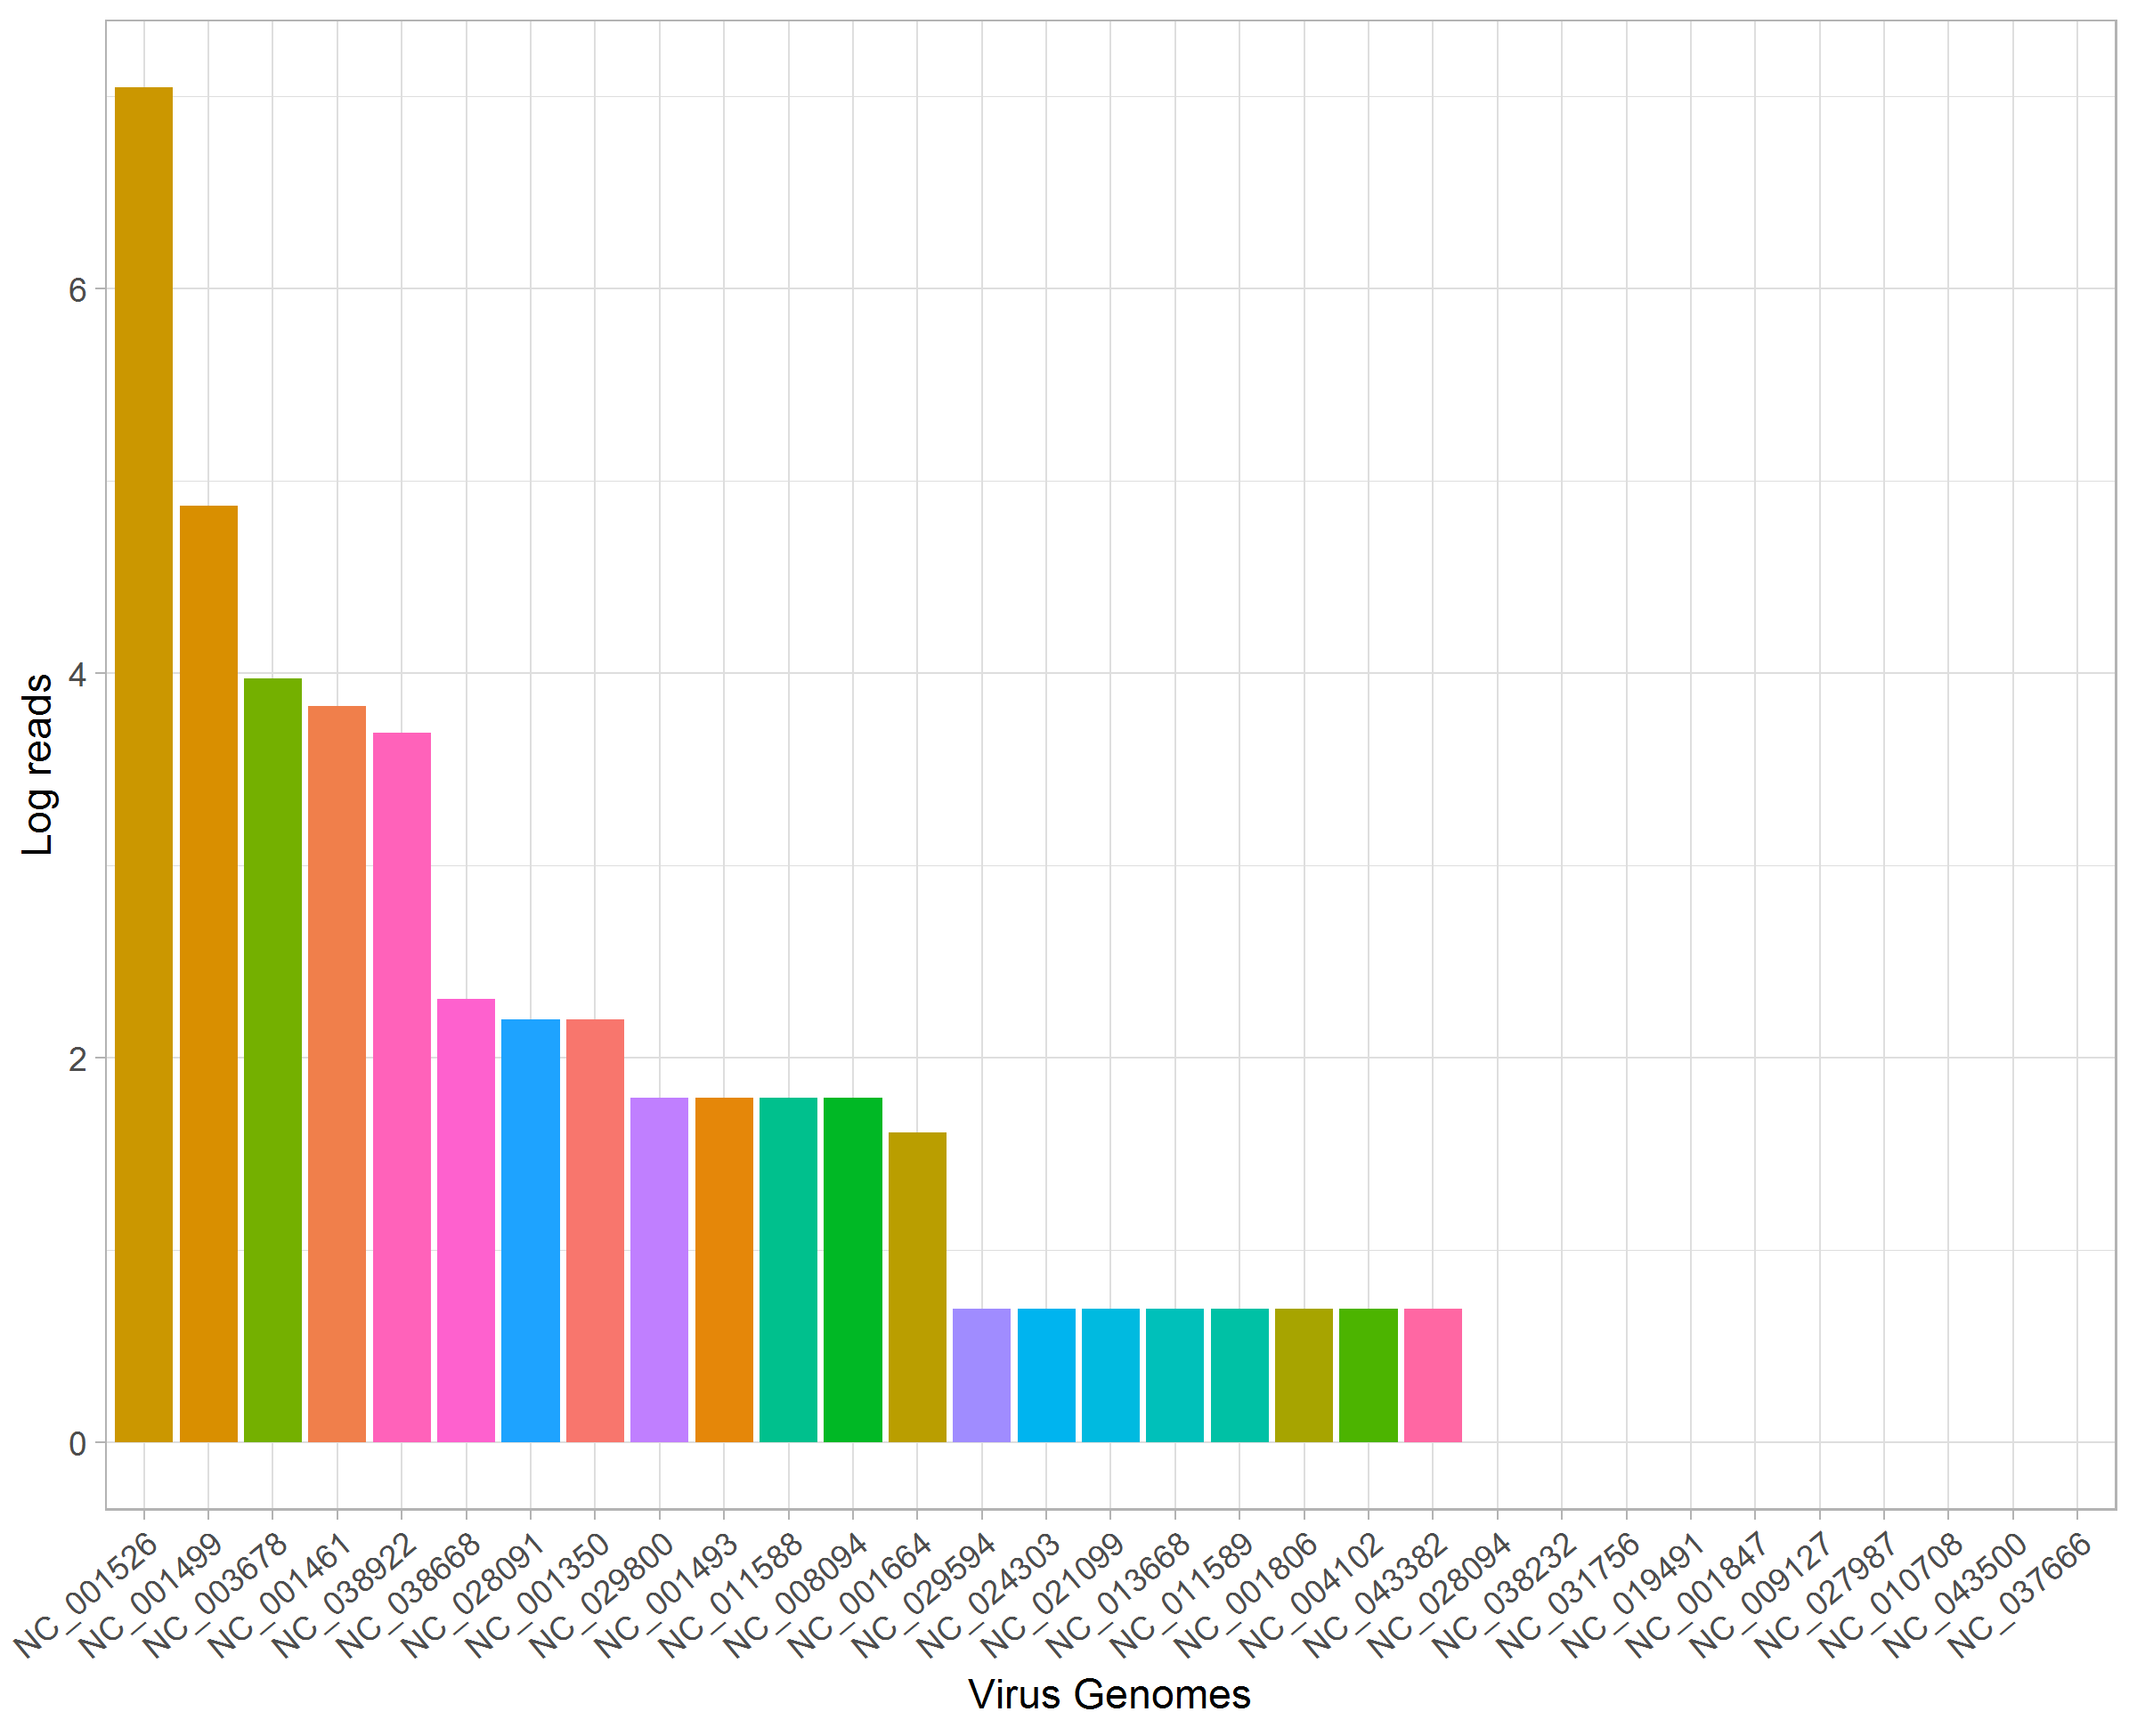 Log reads
6
4
2
0
NC_001526
NC_001499
NC_003678
NC_001461
NC_038922
NC_038668
NC_028091
NC_001350
NC_029800
NC_001493
NC_011588
NC_008094
NC_001664
NC_029594
NC_024303
NC_021099
NC_013668
NC_011589
NC_001806
NC_004102
NC_043382
NC_028094
NC_038232
NC_031756
NC_019491
NC_001847
NC_009127
NC_027987
NC_010708
NC_043500
NC_037666
Virus Genomes